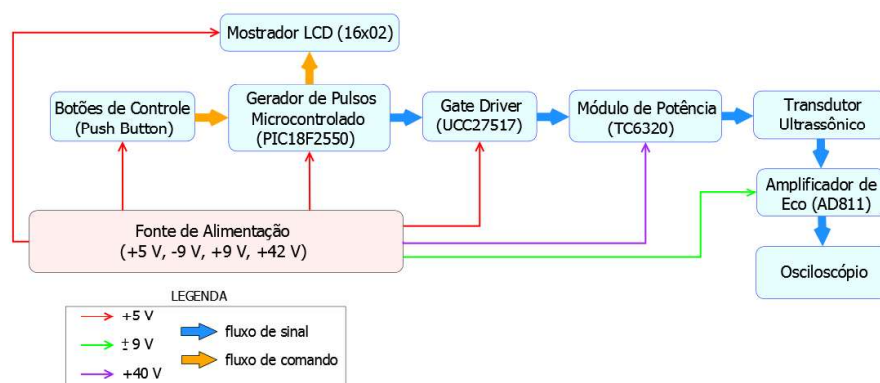 Mostrador LCD (16x02)
Botões de Controle
(Push Button)
Gerador de Pulsos
Microcontrolado
(PIC18F2550)
Gate Driver
(UCC27517)
Módulo de Potência
(TC6320)
Transdutor
Ultrassônico
Amplificador de
Eco (AD811)
Osciloscópio
Fonte de Alimentação
(+5 V, -9 V, +9 V, +42 V)
LEGENDA
+5 V
± 9 V
+40 V
fluxo de sinal
fluxo de comando